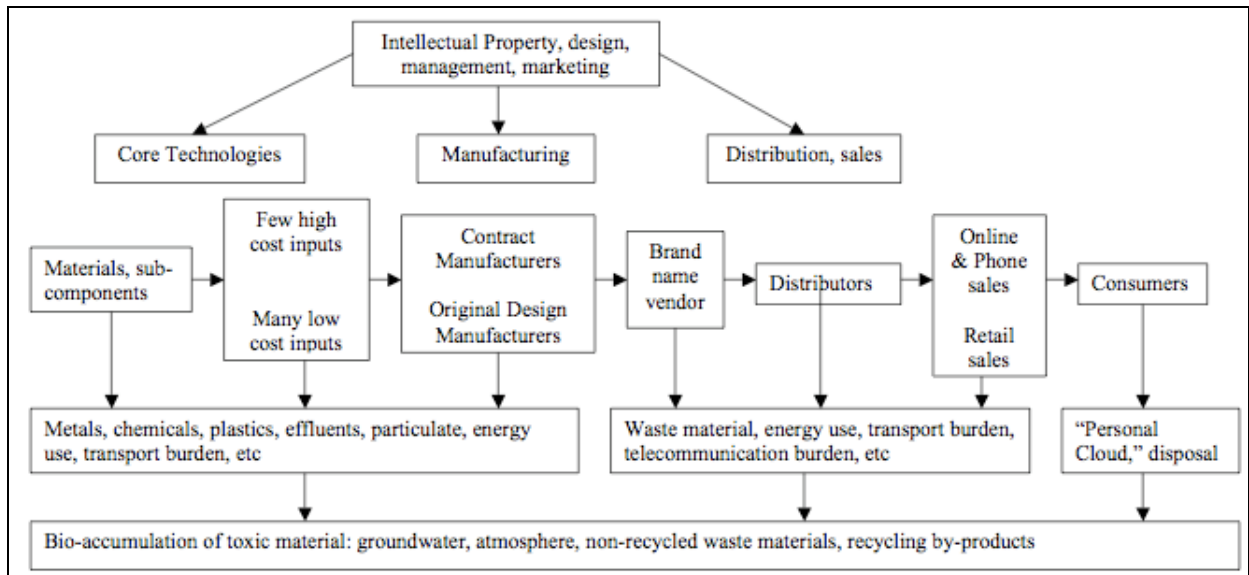 Intellectual Property, design,
management, marketing
Core Technologies
Manufacturing
Distribution, sales
Materials, sub-
components
Few high
cost inputs
Many low
cost inputs
Contract
Manufacturers
Original Design
Manufacturers
Brand
name
vendor
Distributors
Online
& Phone
sales
Retail
sales
Consumers
Metals, chemicals, plastics, effluents, particulate, energy
use, transport burden, etc
Waste material, energy use, transport burden,
telecommunication burden, etc
“Personal
Cloud,” disposal
Bio-accumulation of toxic material: groundwater, atmosphere, non-recycled waste materials, recycling by-products